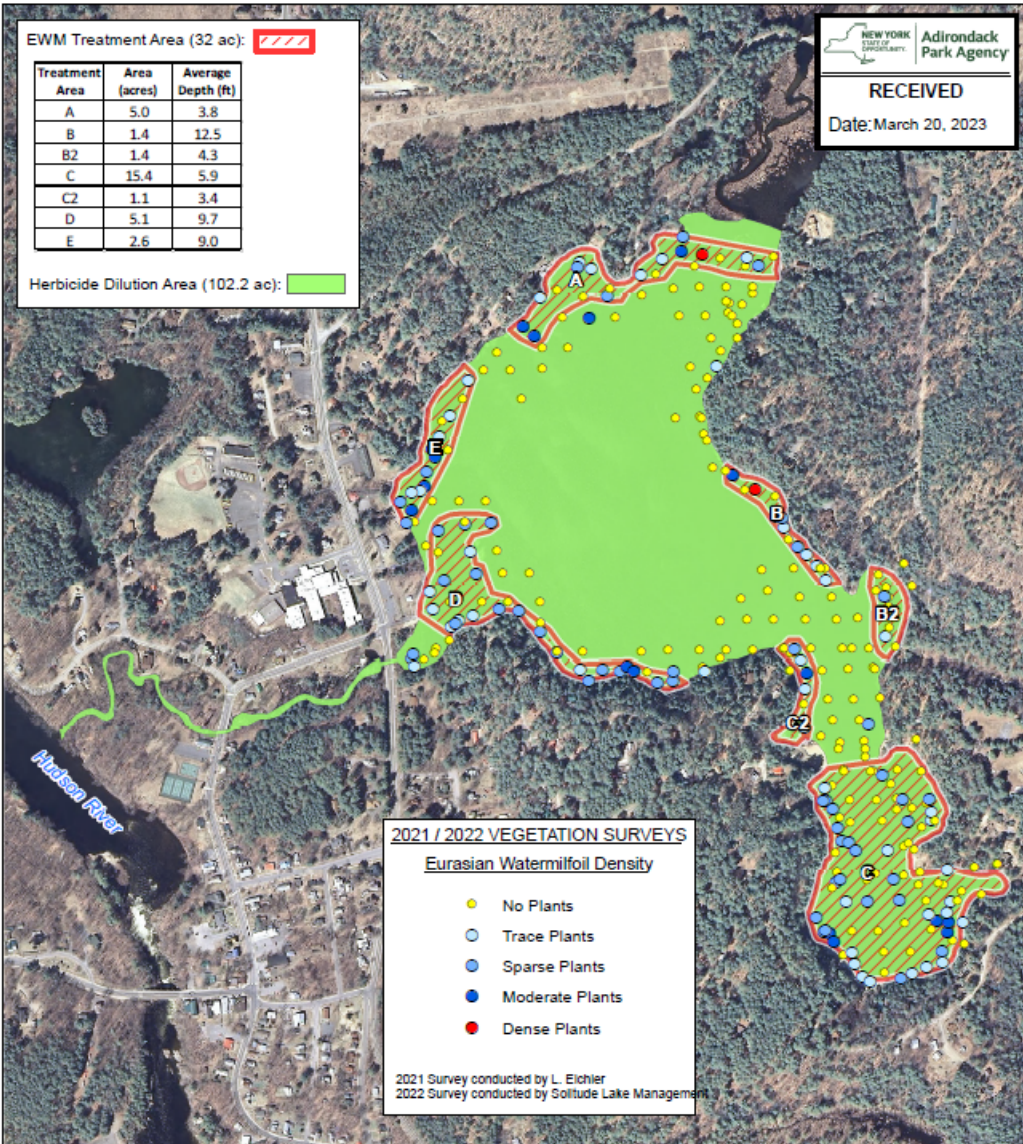 EWM Treatment Area (32 ac):
Treatment Area Area (acres) Average Depth (ft)
A 5.0 3.8
B 1.4 12.5
B2 1.4 4.3
C 15.4 5.9
C2 1.1 3.4
D 5.1 9.7
E 2.6 9.0
Herbicide Dilution Area (102.2 ac):
NEW YORK STATE OF OPPORTUNITY.
Adirondack
Park Agency
RECEIVED
Date: March 20, 2023
A
E
B
D
B2
C2
C
Hudson River
2021 / 2022 VEGETATION SURVEYS
Eurasian Watermilfoil Density
No Plants
Trace Plants
Sparse Plants
Moderate Plants
Dense Plants
2021 Survey conducted by L. Eichler
2022 Survey conducted by Solitude Lake Management